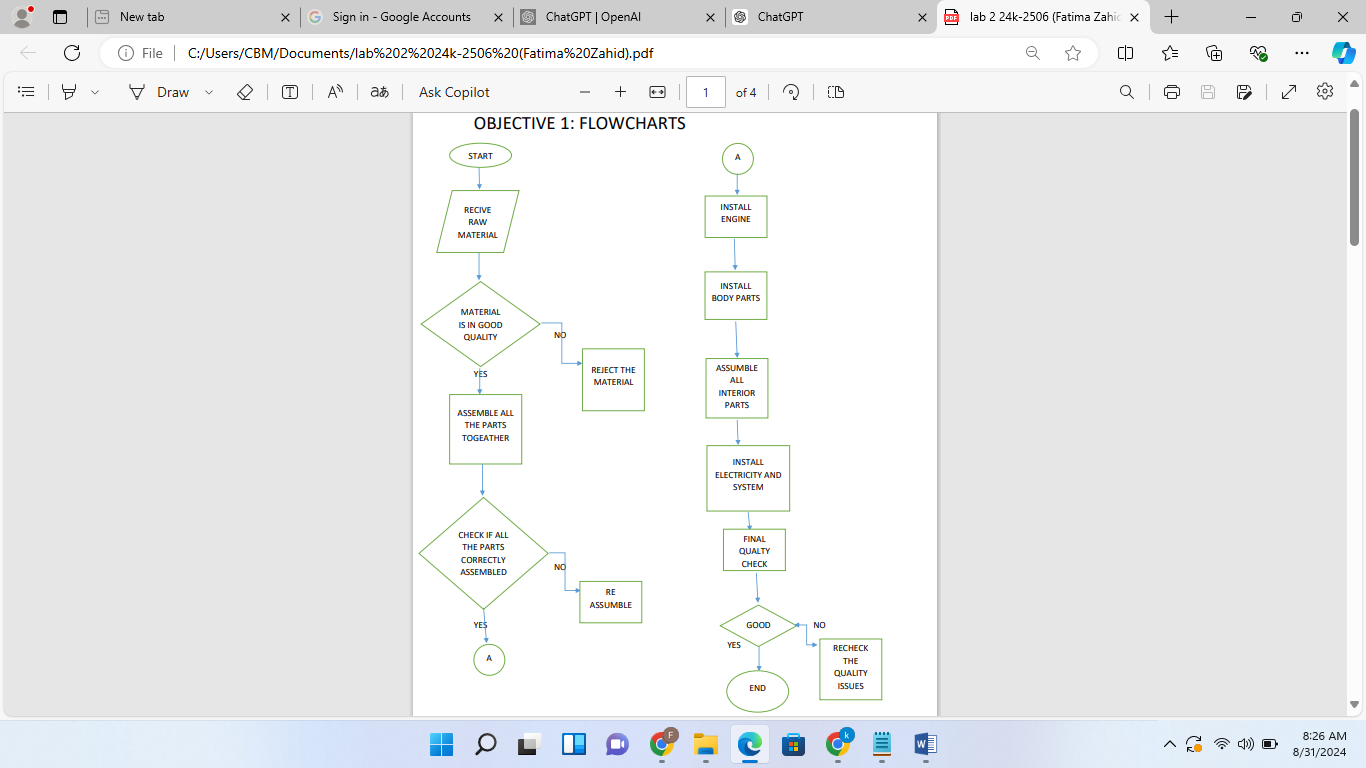 New tab
Sign in - Google Accounts
ChatGPT | OpenAI
ChatGPT
lab 2 24k-2506 (Fatima Zahid
File
C:/Users/CBM/Documents/lab%202%2024k-2506%20(Fatima%20Zahid).pdf
Draw
Ask Copilot
1
of 4
OBJECTIVE 1: FLOWCHARTS
START
RECIVE
RAW
MATERIAL
MATERIAL
IS IN GOOD
QUALITY
NO
REJECT THE
MATERIAL
YES
ASSEMBLE ALL
THE PARTS
TOGEATHER
CHECK IF ALL
THE PARTS
CORRECTLY
ASSEMBLED
NO
RE
ASSUMBLE
YES
A
A
INSTALL
ENGINE
INSTALL
BODY PARTS
ASSUMBLE
ALL
INTERIOR
PARTS
INSTALL
ELECTRICITY AND
SYSTEM
FINAL
QUALTY
CHECK
GOOD
NO
YES
RECHECK
THE
QUALITY
ISSUES
END
8:26 AM
8/31/2024